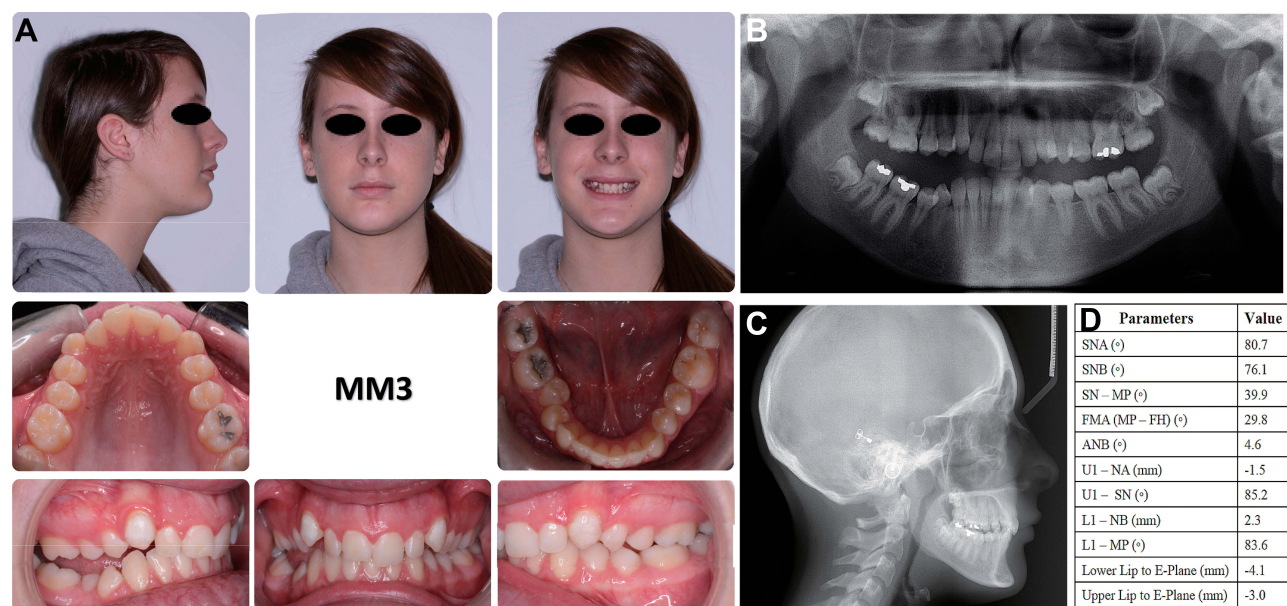 A
B
MM3
C
D
Parameters Value
SNA (º) 80.7
SNB (º) 76.1
SN – MP (º) 39.9
FMA (MP – FH) (º) 29.8
ANB (º) 4.6
U1 – NA (mm) -1.5
U1 – SN (º) 85.2
L1 – NB (mm) 2.3
L1 – MP (º) 83.6
Lower Lip to E-Plane (mm) -4.1
Upper Lip to E-Plane (mm) -3.0